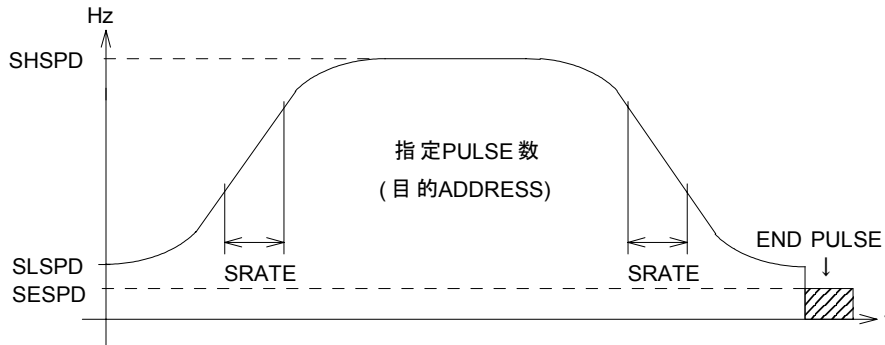 Hz
SHSPD
指定PULSE数
(目的ADDRESS)
END PULSE
↓
SLSPD
SRATE
SRATE
SESPD